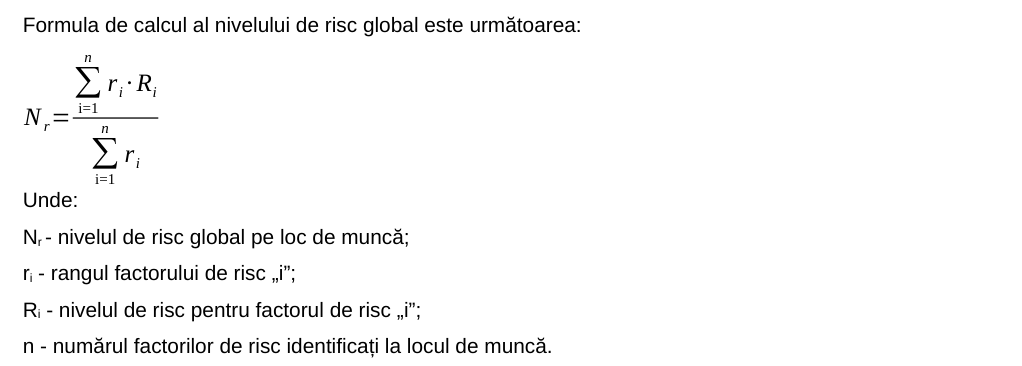 Formula de calcul al nivelului de risc global este următoarea:
n
∑ rᵢ · Rᵢ
i=1
Nᵣ=
n
∑ rᵢ
i=1
Unde:
Nᵣ - nivelul de risc global pe loc de muncă;
rᵢ - rangul factorului de risc „i”;
Rᵢ - nivelul de risc pentru factorul de risc „i”;
n - numărul factorilor de risc identificați la locul de muncă.